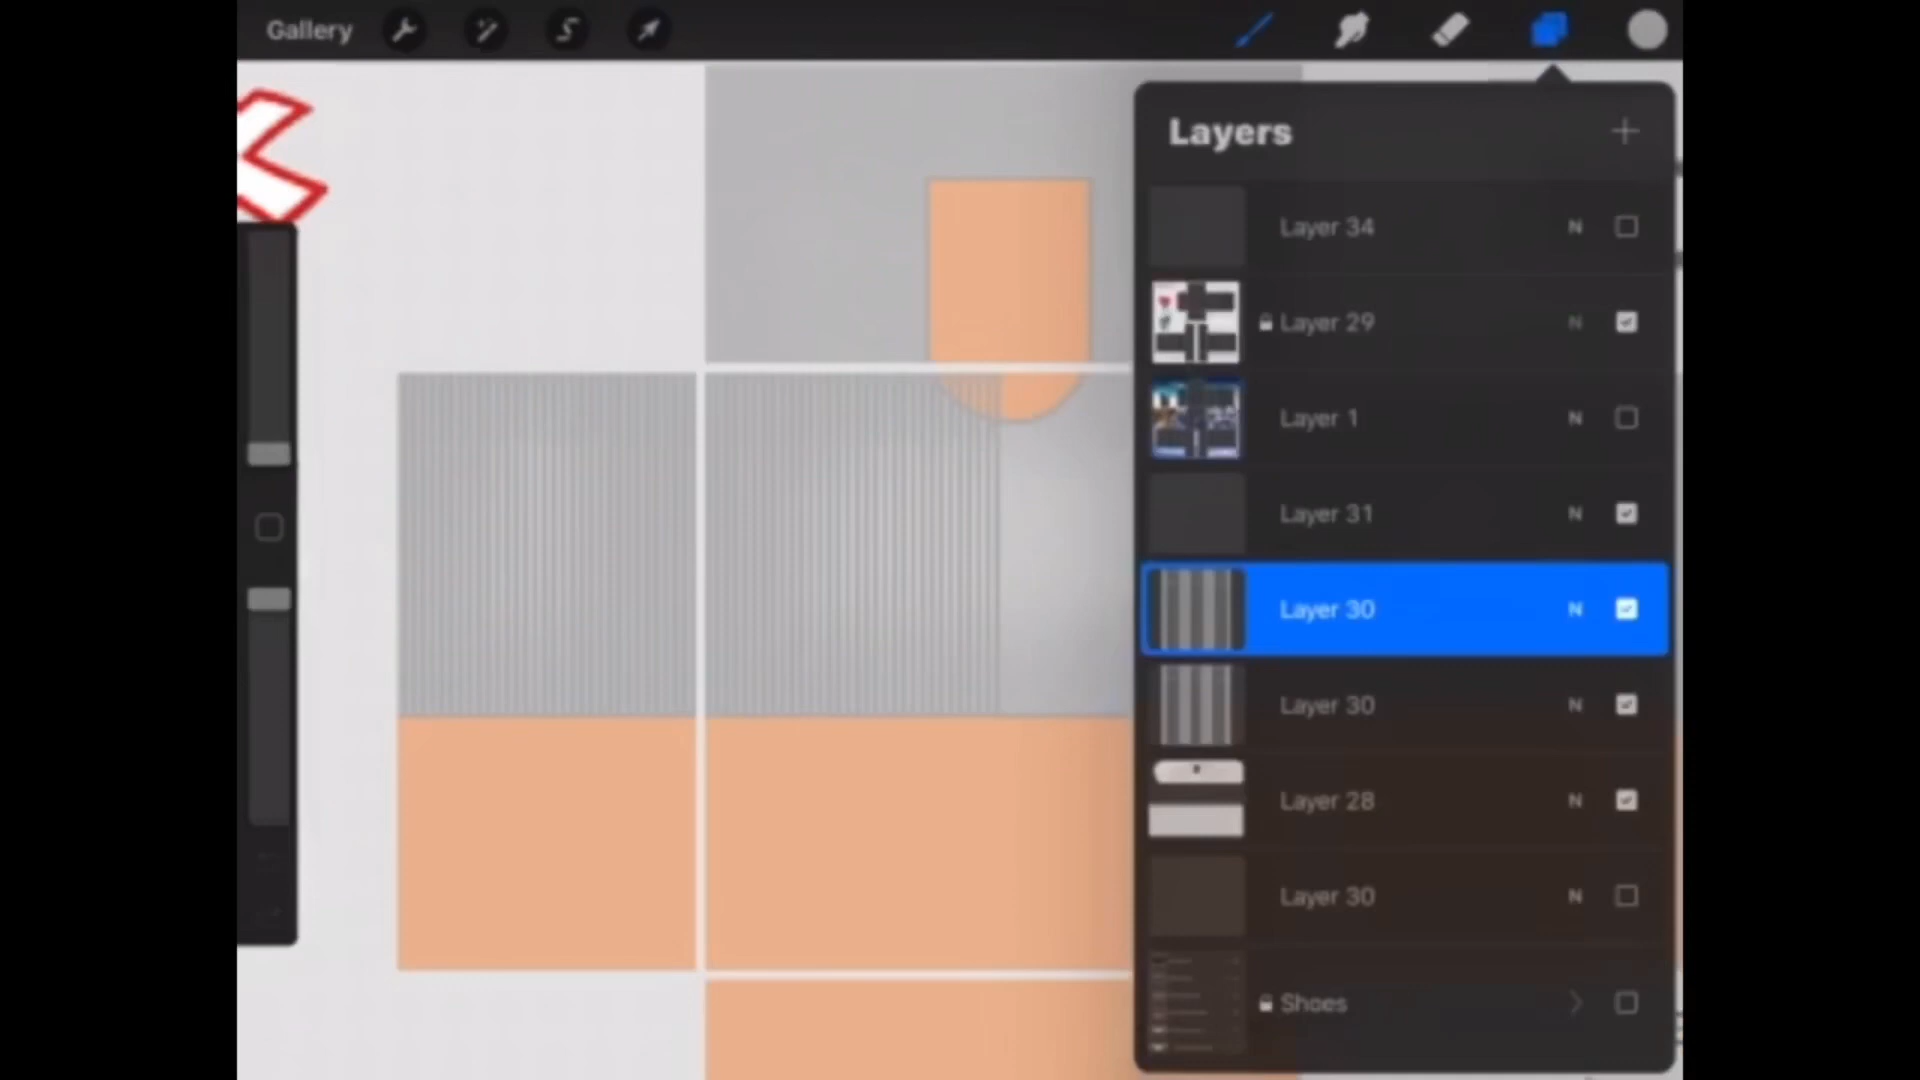 Gallery
Layers
Layer 34 N
Layer 29 N
Layer 1 N
Layer 31 N
Layer 30 N
Layer 30 N
Layer 28 N
Layer 30 N
Shoes